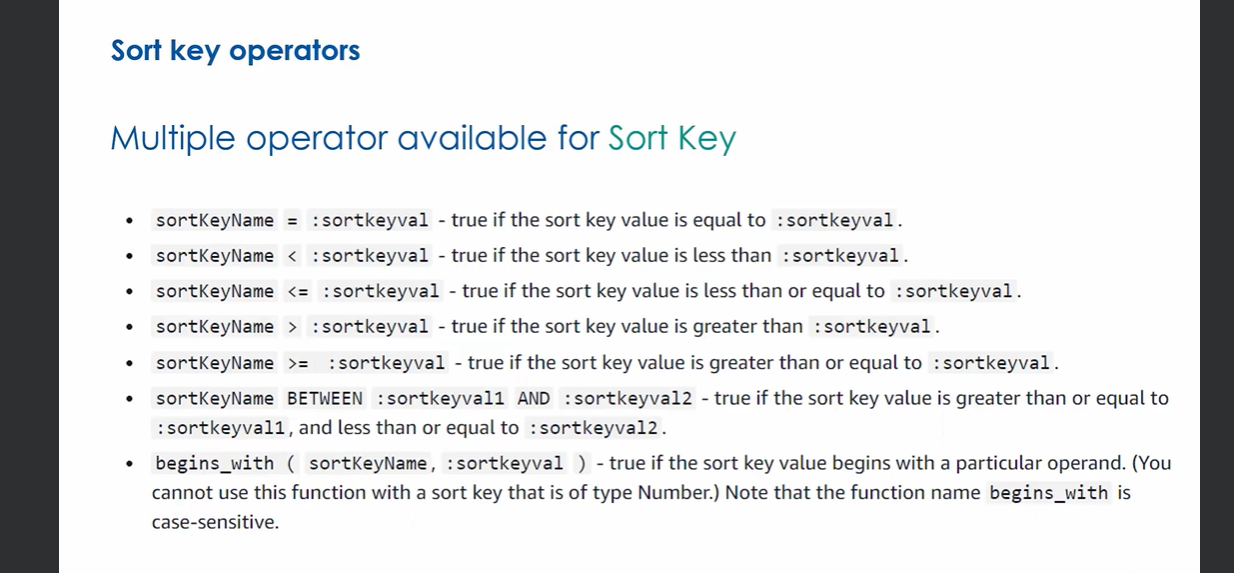 Sort key operators
Multiple operator available for Sort Key
• sortKeyName = :sortkeyval - true if the sort key value is equal to :sortkeyval.
• sortKeyName < :sortkeyval - true if the sort key value is less than :sortkeyval.
• sortKeyName <= :sortkeyval - true if the sort key value is less than or equal to :sortkeyval.
• sortKeyName > :sortkeyval - true if the sort key value is greater than :sortkeyval.
• sortKeyName >= :sortkeyval - true if the sort key value is greater than or equal to :sortkeyval.
• sortKeyName BETWEEN :sortkeyval1 AND :sortkeyval2 - true if the sort key value is greater than or equal to
:sortkeyval1, and less than or equal to :sortkeyval2.
• begins_with ( sortKeyName, :sortkeyval ) - true if the sort key value begins with a particular operand. (You
cannot use this function with a sort key that is of type Number.) Note that the function name begins_with is
case-sensitive.